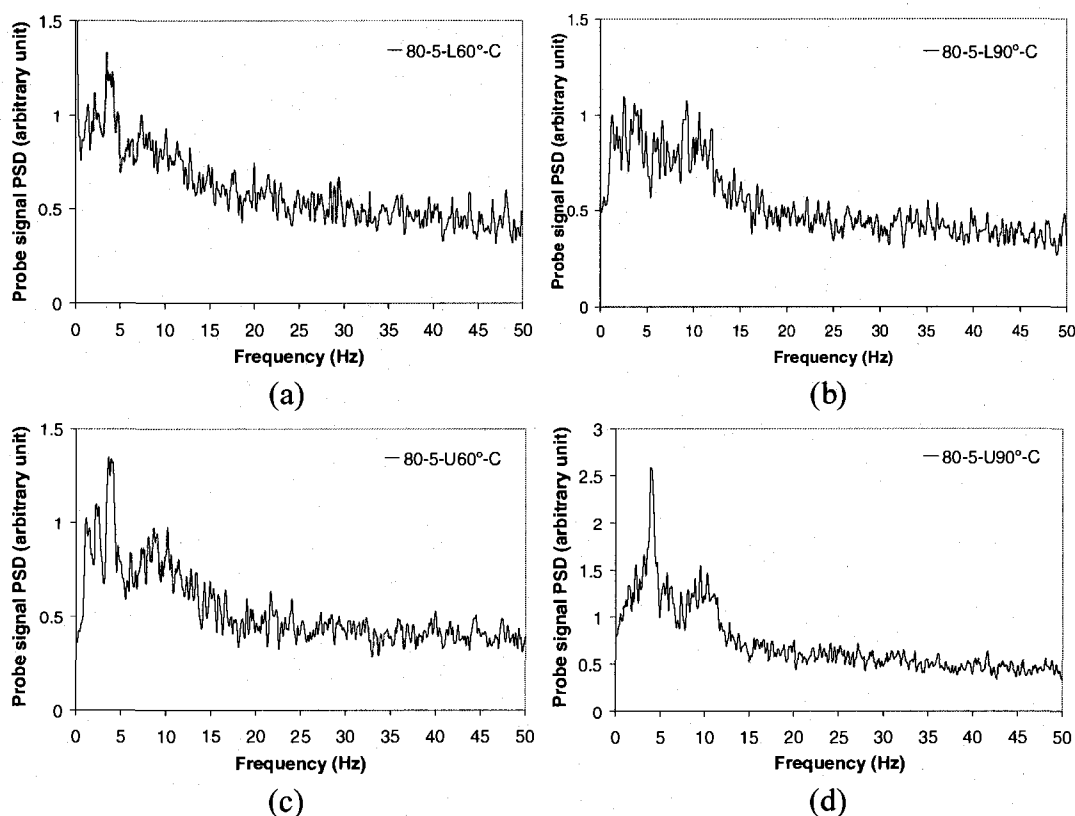 Probe signal PSD (arbitrary unit)
1.5
1
0.5
0
80-5-L60°-C
0 5 10 15 20 25 30 35 40 45 50
Frequency (Hz)
(a)
Probe signal PSD (arbitrary unit)
1.5
1
0.5
0
80-5-L90°-C
0 5 10 15 20 25 30 35 40 45 50
Frequency (Hz)
(b)
Probe signal PSD (arbitrary unit)
1.5
1
0.5
0
80-5-U60°-C
0 5 10 15 20 25 30 35 40 45 50
Frequency (Hz)
(c)
Probe signal PSD (arbitrary unit)
3
2.5
2
1.5
1
0.5
0
80-5-U90°-C
0 5 10 15 20 25 30 35 40 45 50
Frequency (Hz)
(d)